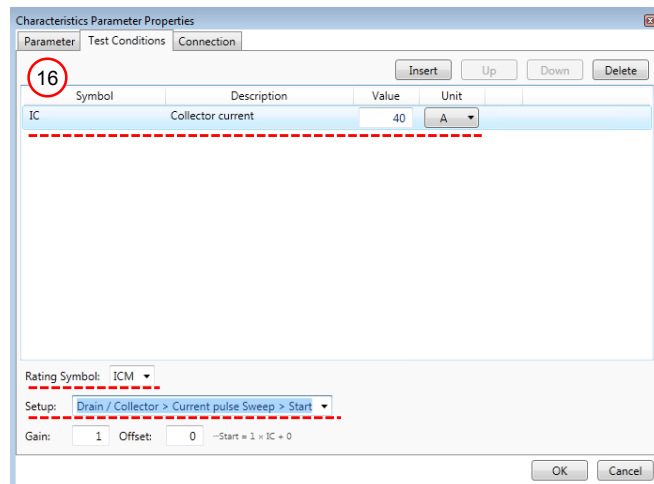 Characteristics Parameter Properties
Parameter Test Conditions Connection
16
Insert Up Down Delete
Symbol Description Value Unit
IC Collector current 40 A
Rating Symbol: ICM
Setup: Drain / Collector > Current pulse Sweep > Start
Gain: 1 Offset: 0 --Start = 1 × IC + 0
OK Cancel